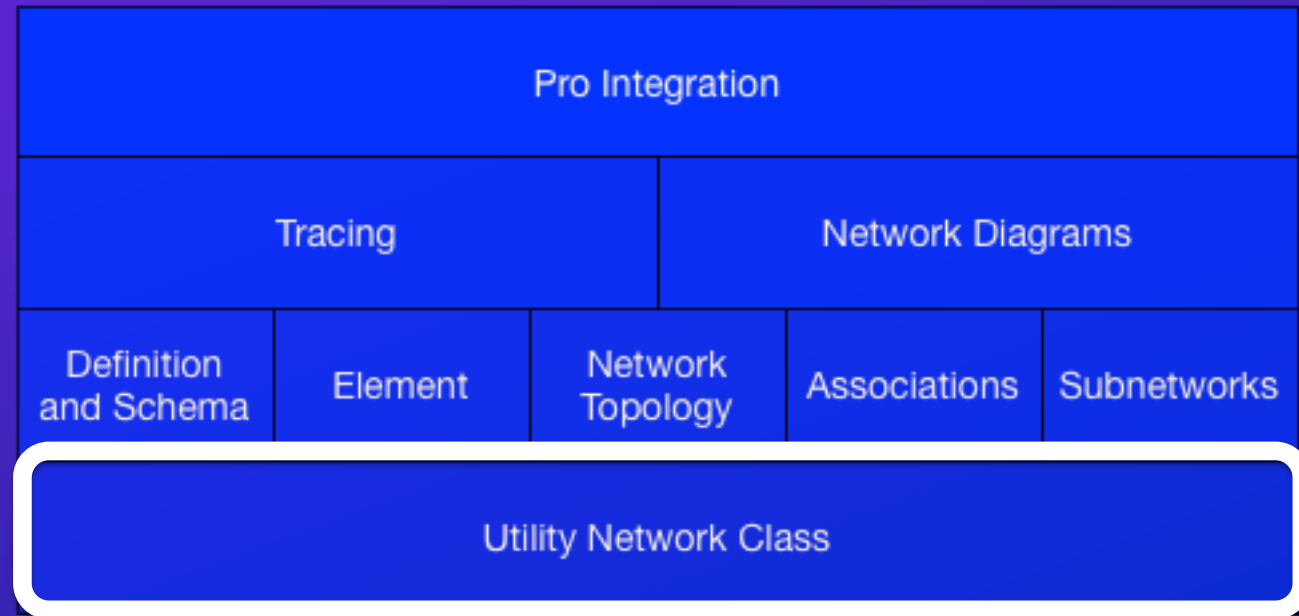 Pro Integration
Tracing
Network Diagrams
Definition
and Schema
Element
Network
Topology
Associations
Subnetworks
Utility Network Class